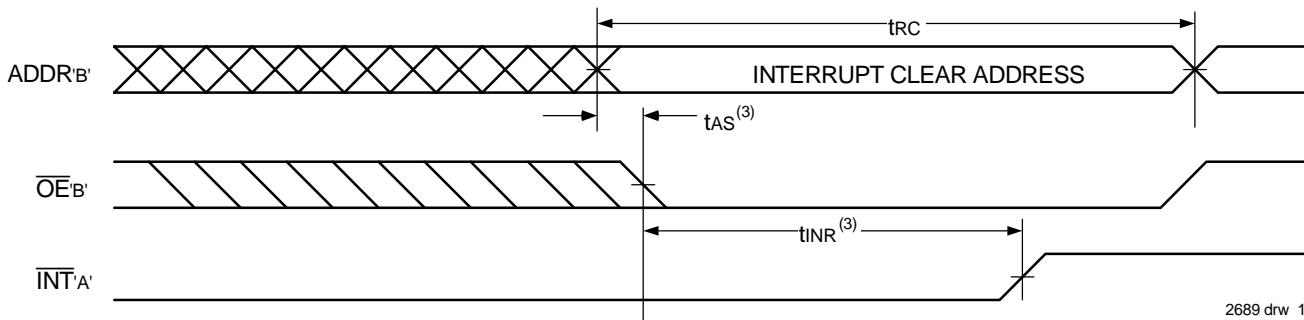 tRC
ADDR'B'
INTERRUPT CLEAR ADDRESS
tAS(3)
OE'B'
tINR(3)
INT'A'
2689 drw 1